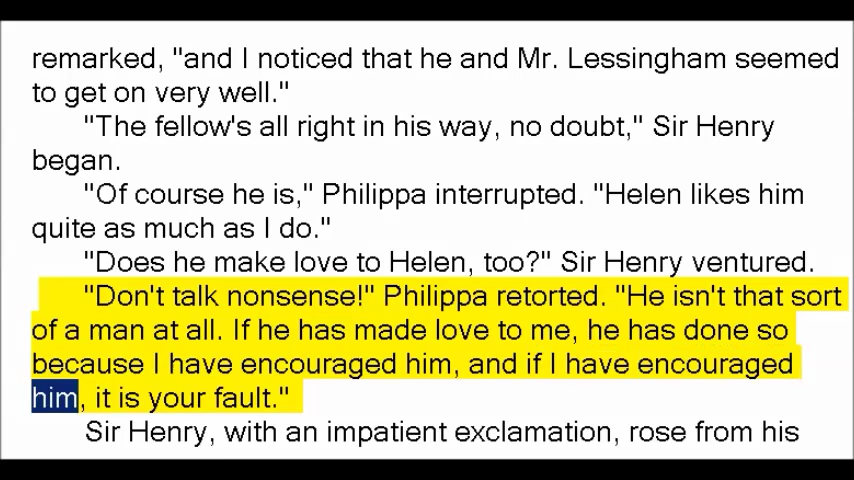 remarked, "and I noticed that he and Mr. Lessingham seemed
to get on very well."
"The fellow's all right in his way, no doubt," Sir Henry
began.
"Of course he is," Philippa interrupted. "Helen likes him
quite as much as I do."
"Does he make love to Helen, too?" Sir Henry ventured.
"Don't talk nonsense!" Philippa retorted. "He isn't that sort
of a man at all. If he has made love to me, he has done so
because I have encouraged him, and if I have encouraged
him, it is your fault."
Sir Henry, with an impatient exclamation, rose from his